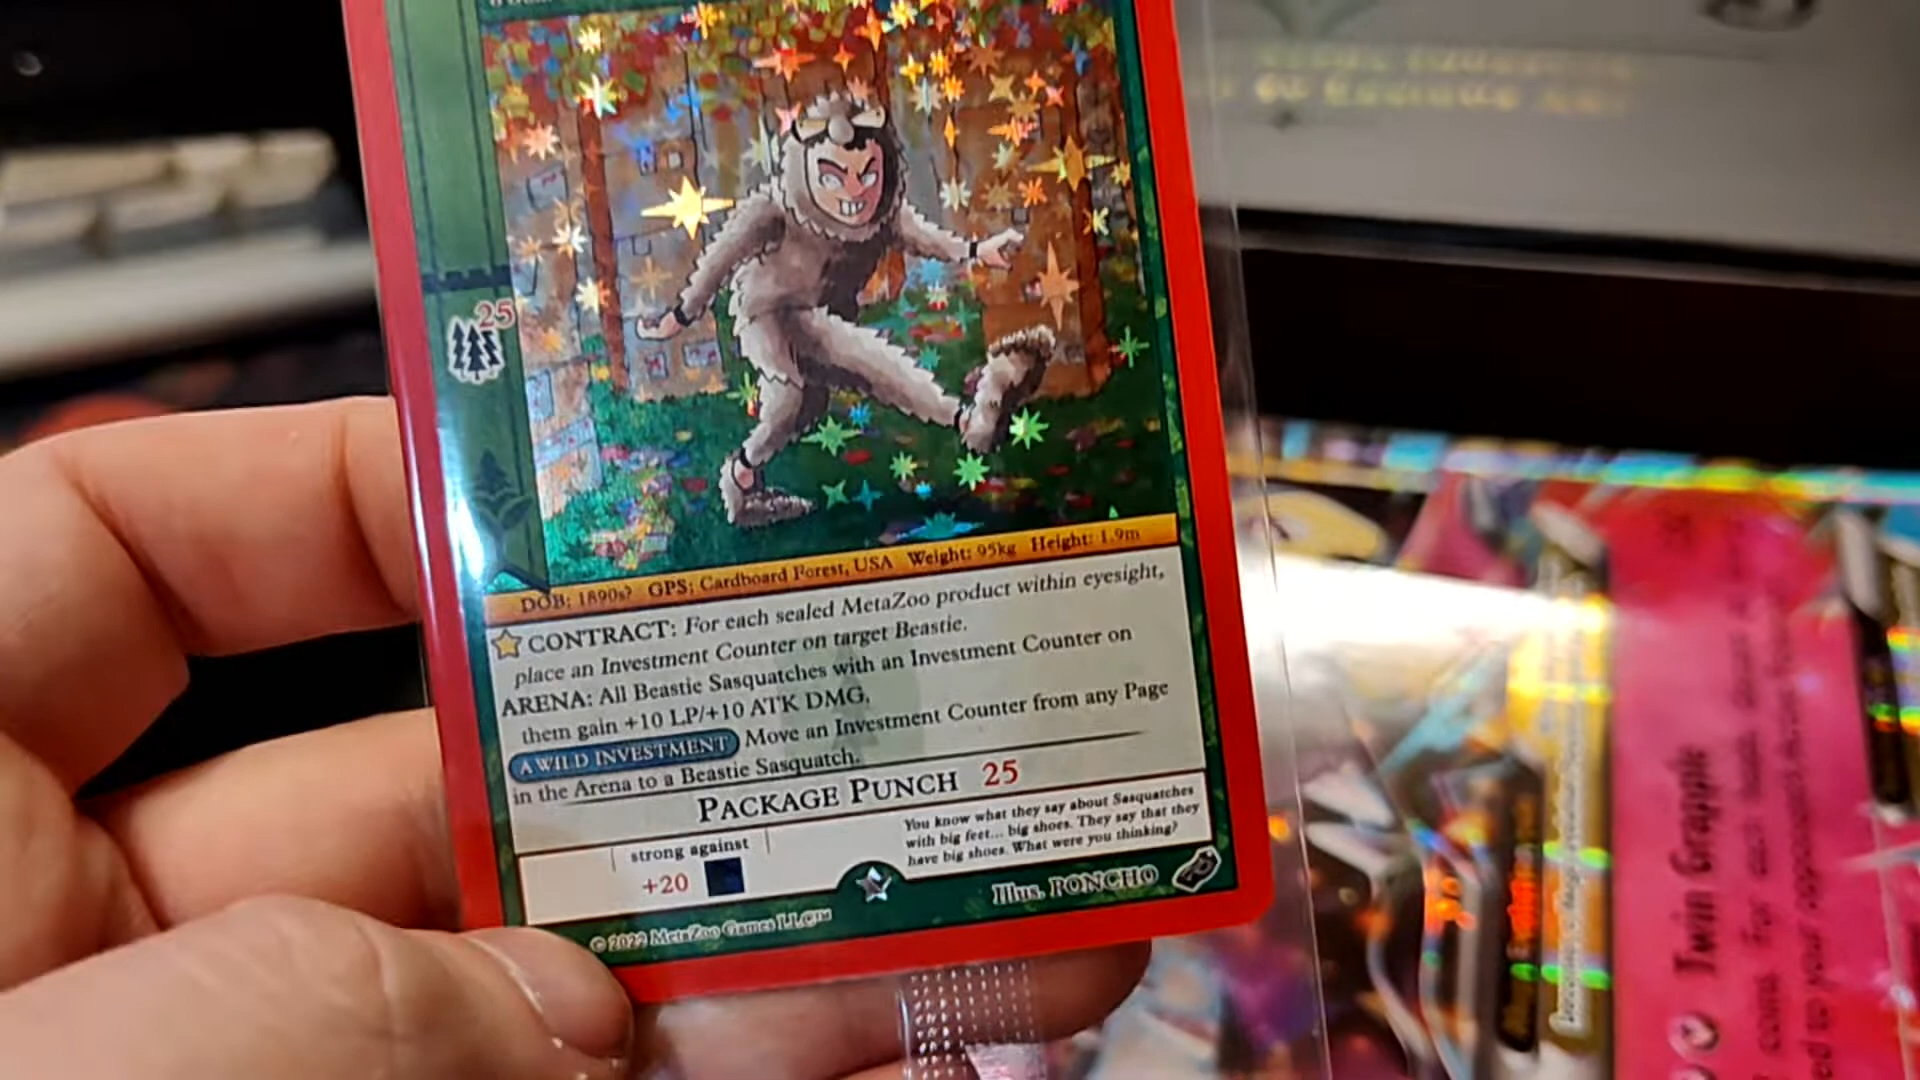 25
DOB: 1890s? GPS: Cardboard Forest, USA Weight: 95kg Height: 1.9m
CONTRACT: For each sealed MetaZoo product within eyesight,
place an Investment Counter on target Beastie.
ARENA: All Beastie Sasquatches with an Investment Counter on
them gain +10 LP/+10 ATK DMG.
A WILD INVESTMENT Move an Investment Counter from any Page
in the Arena to a Beastie Sasquatch.
PACKAGE PUNCH 25
strong against
+20
You know what they say about Sasquatches
with big feet... big shoes. They say that they
have big shoes. What were you thinking?
Illus. PONCHO
© 2022 MetaZoo Games LLC™
Twin Grapple